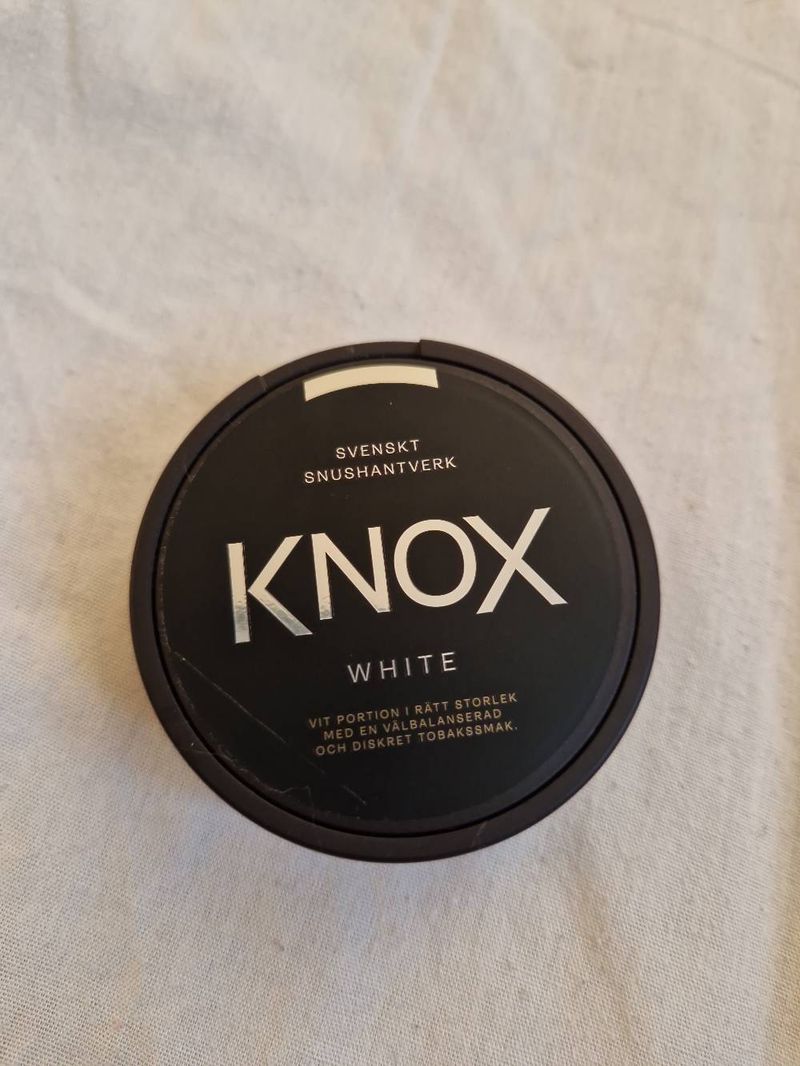 SVENSKT
SNUSHANTVERK
KNOX
WHITE
VIT PORTION I RÄTT STORLEK
MED EN VÄLBALANSERAD
OCH DISKRET TOBAKSSMAK.